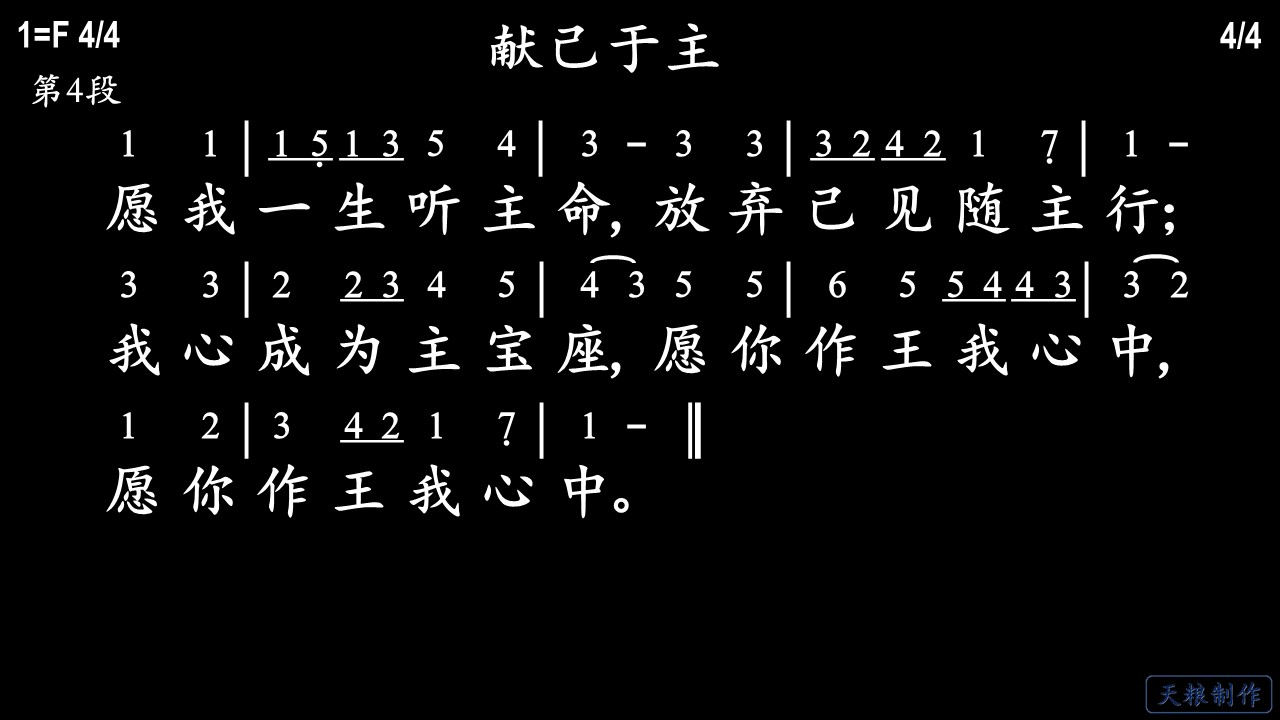 1=F 4/4
献己于主
4/4
第4段
1 1 | 1 5̣ 1 3 5 4 | 3 - 3 3 | 3 2 4 2 1 7̣ | 1 -
愿我一生听主命,放弃己见随主行;
3 3 | 2 2 3 4 5 | 4 3 5 5 | 6 5 5 4 4 3 | 3 2
我心成为主宝座,愿你作王我心中,
1 2 | 3 4 2 1 7̣ | 1 - ‖
愿你作王我心中。
天粮制作